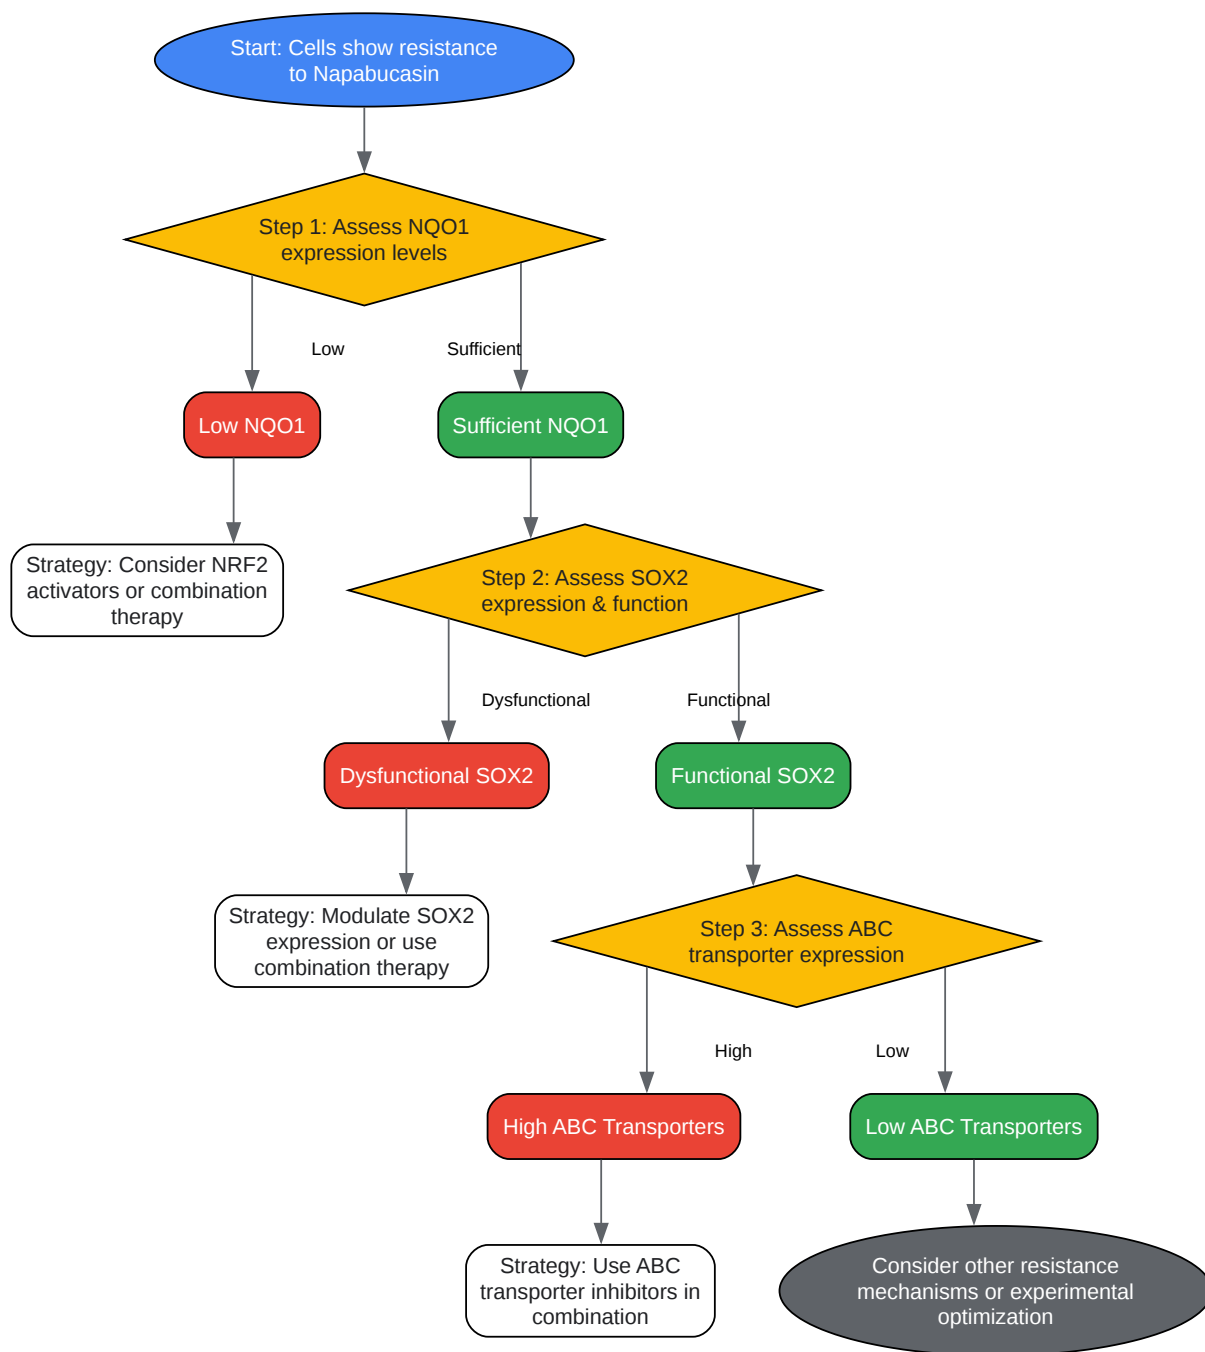 Start: Cells show resistance
to Napabucasin
Step 1: Assess NQO1
expression levels
Low
Sufficient
Low NQO1
Sufficient NQO1
Strategy: Consider NRF2
activators or combination
therapy
Step 2: Assess SOX2
expression & function
Dysfunctional
Functional
Dysfunctional SOX2
Functional SOX2
Strategy: Modulate SOX2
expression or use
combination therapy
Step 3: Assess ABC
transporter expression
High
Low
High ABC Transporters
Low ABC Transporters
Strategy: Use ABC
transporter inhibitors in
combination
Consider other resistance
mechanisms or experimental
optimization